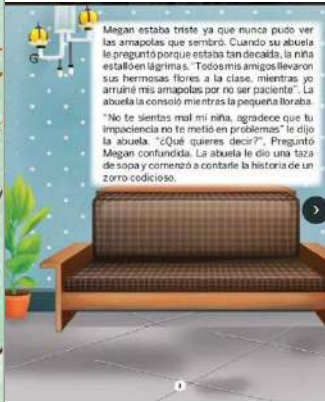 Megan estaba triste ya que nunca pudo ver
las amapolas que sembró. Cuando su abuela
le preguntó porque estaba tan decaída, la niña
estalló en lágrimas. "Todos mis amigos llevaron
sus hermosas flores a la clase, mientras yo
arruiné mis amapolas por no ser paciente". La
abuela la consoló mientras la pequeña lloraba.
"No te sientas mal mi niña, agradece que tu
impaciencia no te metió en problemas" le dijo
la abuela. "¿Qué quieres decir?", Preguntó
Megan confundida. La abuela le dio una taza
de sopa y comenzó a contarle la historia de un
zorro codicioso.